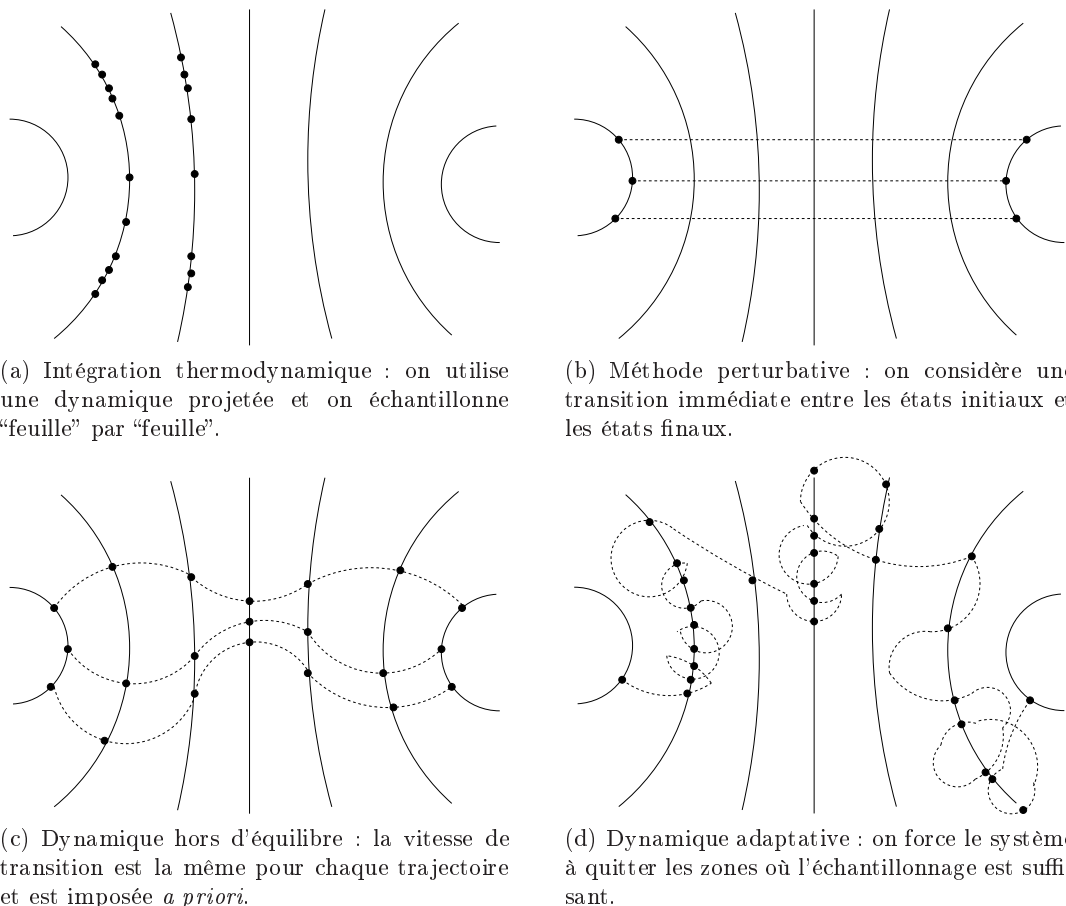 (a) Intégration thermodynamique : on utilise
une dynamique projetée et on échantillonne
“feuille” par “feuille”.
(b) Méthode perturbative : on considère une
transition immédiate entre les états initiaux et
les états finaux.
(c) Dynamique hors d'équilibre : la vitesse de
transition est la même pour chaque trajectoire
et est imposée a priori.
(d) Dynamique adaptative : on force le système
à quitter les zones où l'échantillonnage est suffi-
sant.